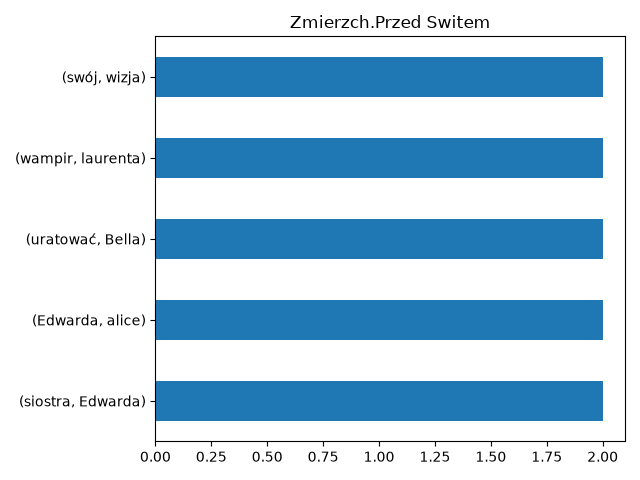 Zmierzch.Przed Switem
(swój, wizja)
(wampir, laurenta)
(uratować, Bella)
(Edwarda, alice)
(siostra, Edwarda)
0.00 0.25 0.50 0.75 1.00 1.25 1.50 1.75 2.00